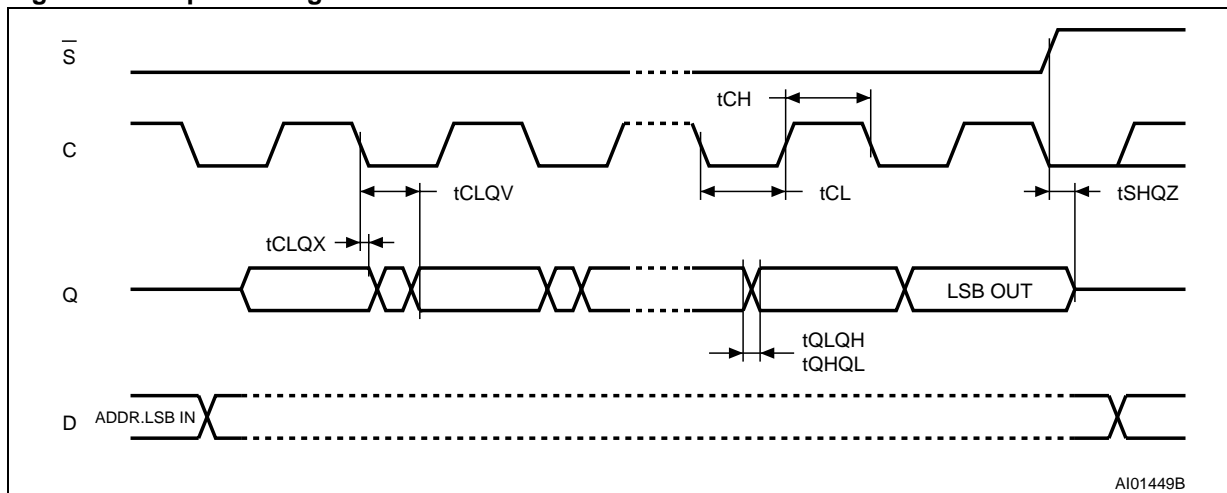 S
tCH
C
tCLQV
tCL
tSHQZ
tCLQX
Q
LSB OUT
tQLQH
tQHQL
D
ADDR.LSB IN
AI01449B